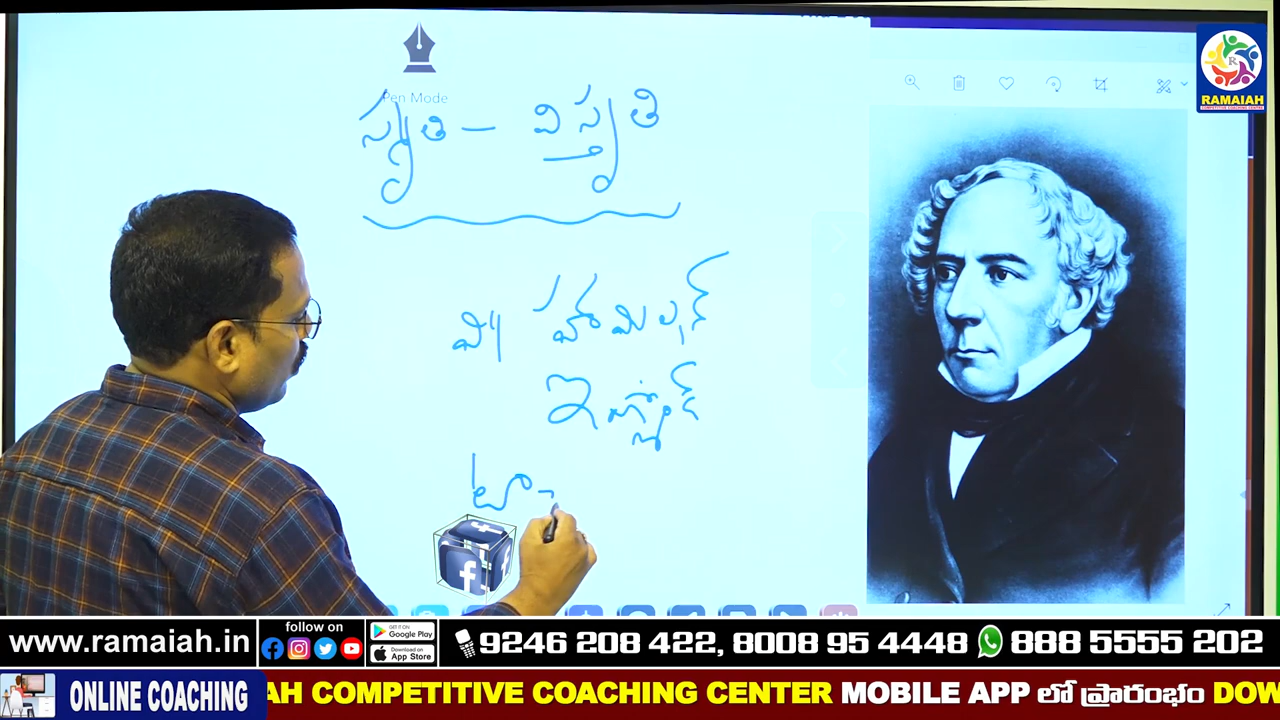 Pen Mode
స్మృతి - విస్మృతి
వి॥ హామిల్టన్
ఇంగ్లాండ్
RAMAIAH
www.ramaiah.in
follow on
GET IT ON
Google Play
Download on
App Store
9246 208 422, 8008 95 4448
888 5555 202
ONLINE COACHING
AH COMPETITIVE COACHING CENTER MOBILE APP లో ప్రారంభం DOW